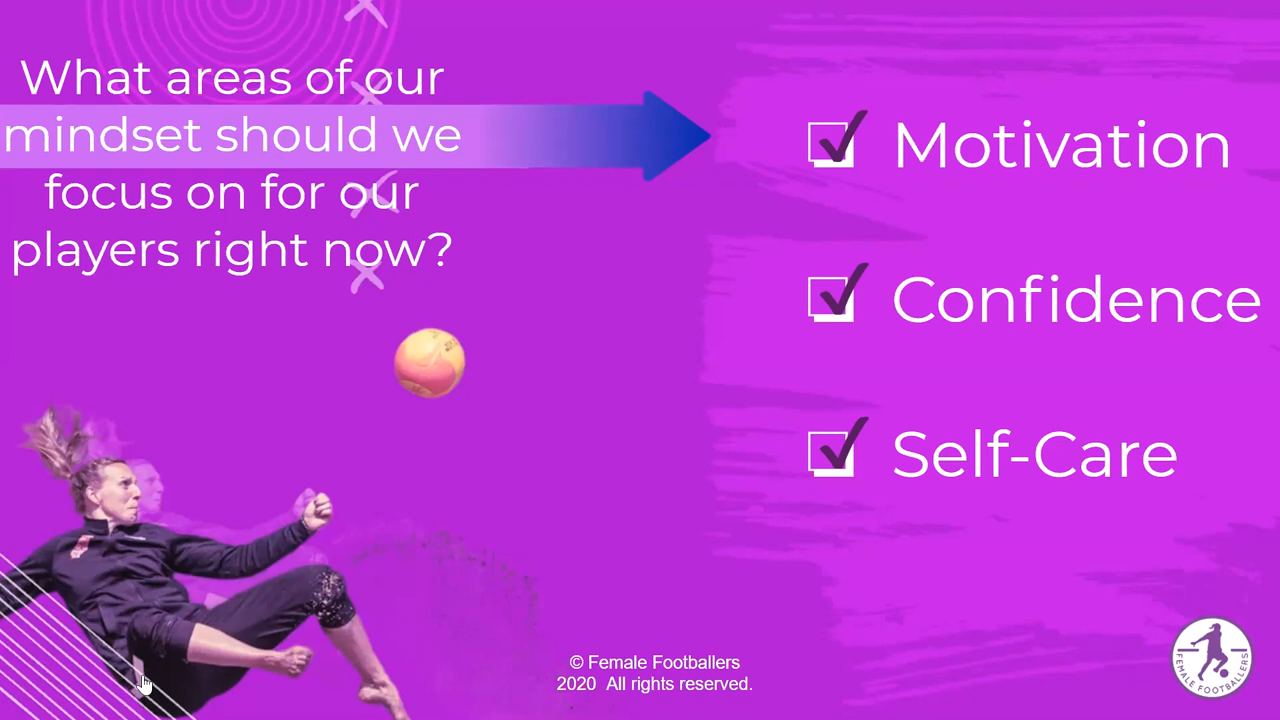 What areas of our
mindset should we
focus on for our
players right now?
Motivation
Confidence
Self-Care
© Female Footballers
2020 All rights reserved.
FEMALE FOOTBALLERS